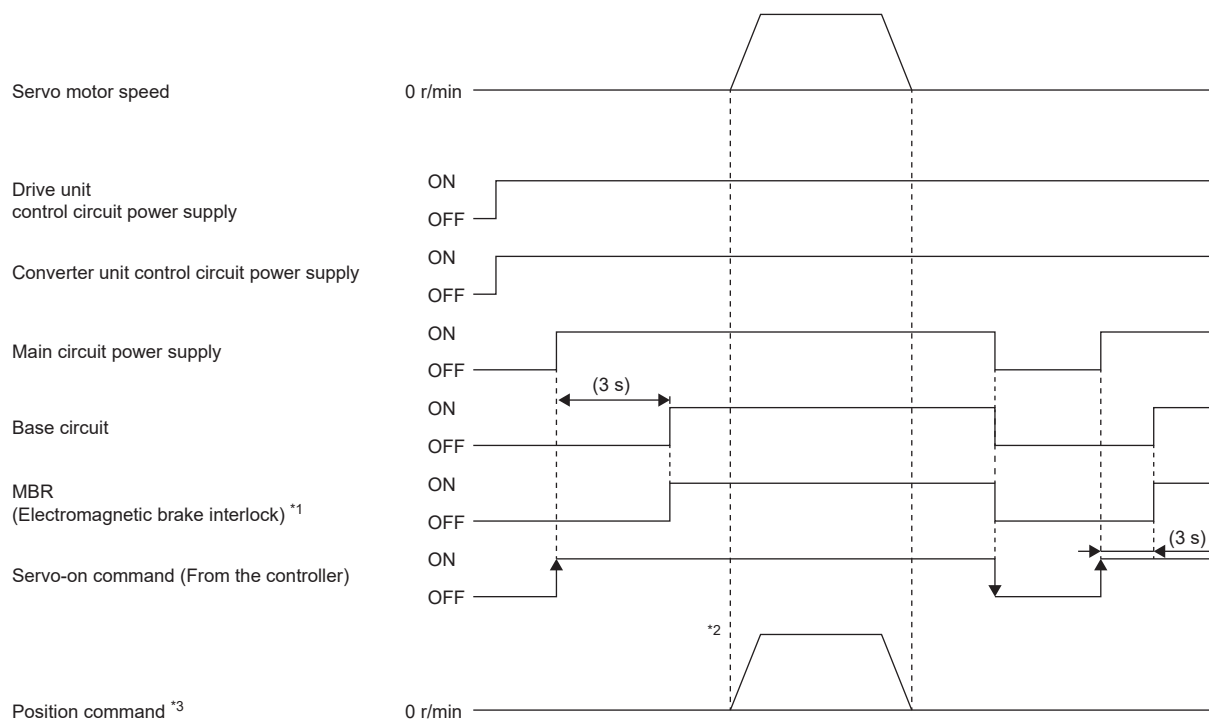 Servo motor speed
0 r/min
Drive unit
control circuit power supply
ON
OFF
Converter unit control circuit power supply
ON
OFF
Main circuit power supply
ON
OFF
(3 s)
Base circuit
ON
OFF
MBR
(Electromagnetic brake interlock) *1
ON
OFF
(3 s)
Servo-on command (From the controller)
ON
OFF
*2
Position command *3
0 r/min